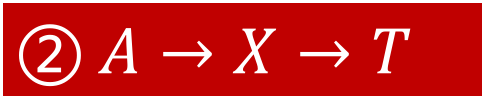 ② A → X → T